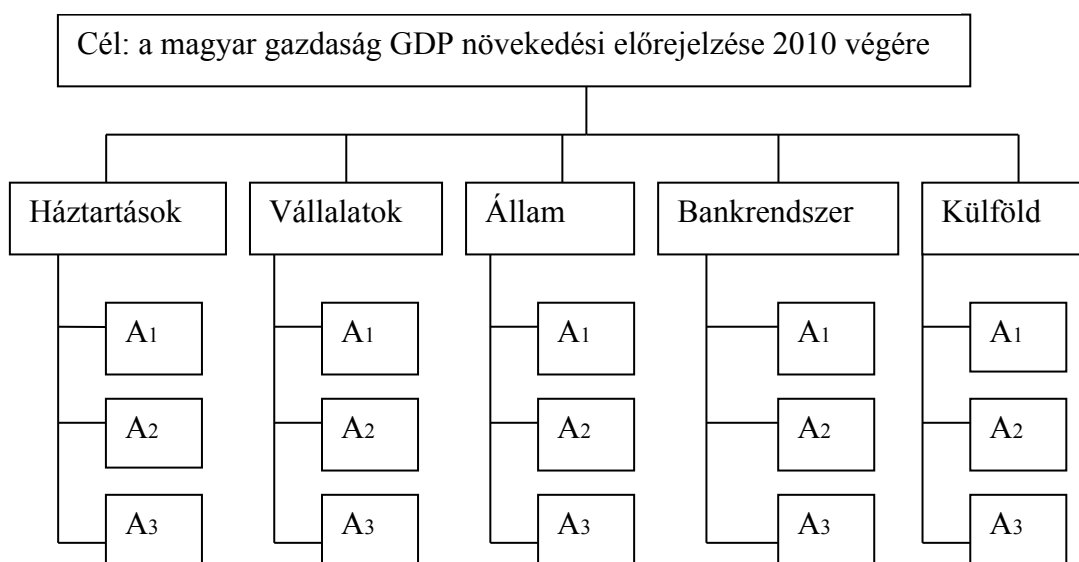 Cél: a magyar gazdaság GDP növekedési előrejelzése 2010 végére
Háztartások Vállalatok Állam Bankrendszer Külföld
A1 A1 A1 A1 A1
A2 A2 A2 A2 A2
A3 A3 A3 A3 A3